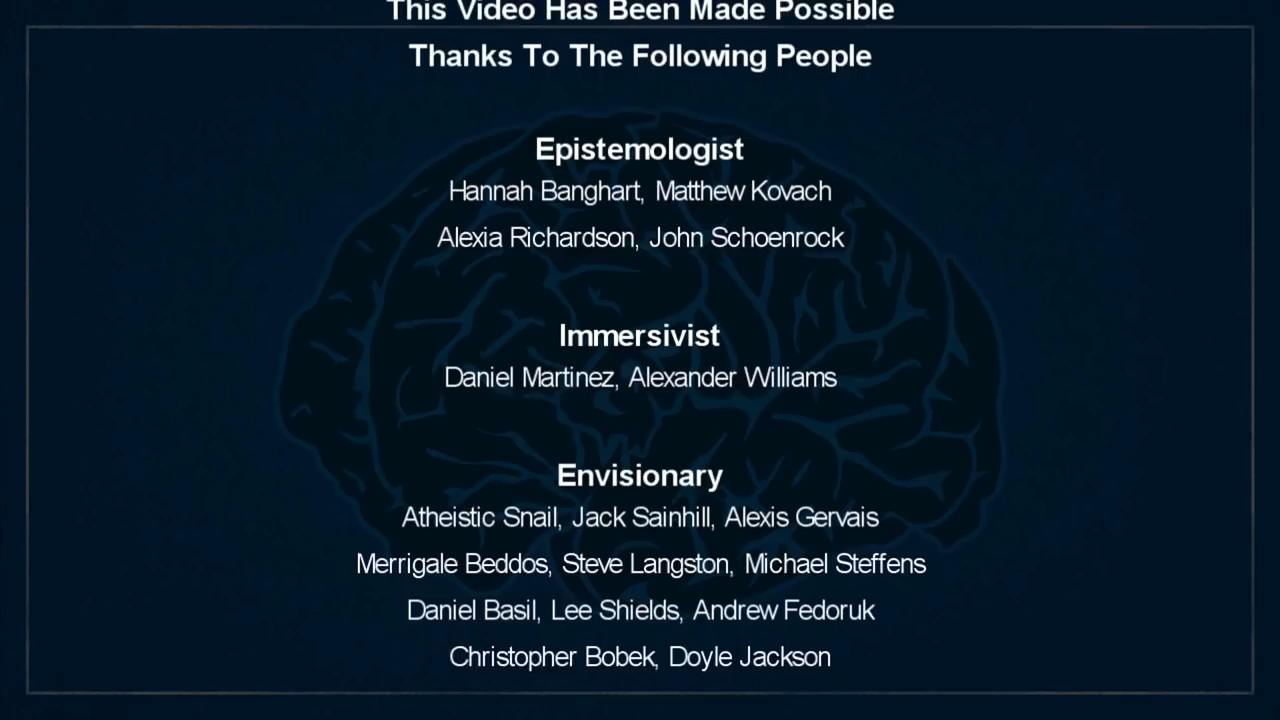 This Video Has Been Made Possible
Thanks To The Following People
Epistemologist
Hannah Banghart, Matthew Kovach
Alexia Richardson, John Schoenrock
Immersivist
Daniel Martinez, Alexander Williams
Envisionary
Atheistic Snail, Jack Sainhill, Alexis Gervais
Merrigale Beddos, Steve Langston, Michael Steffens
Daniel Basil, Lee Shields, Andrew Fedoruk
Christopher Bobek, Doyle Jackson